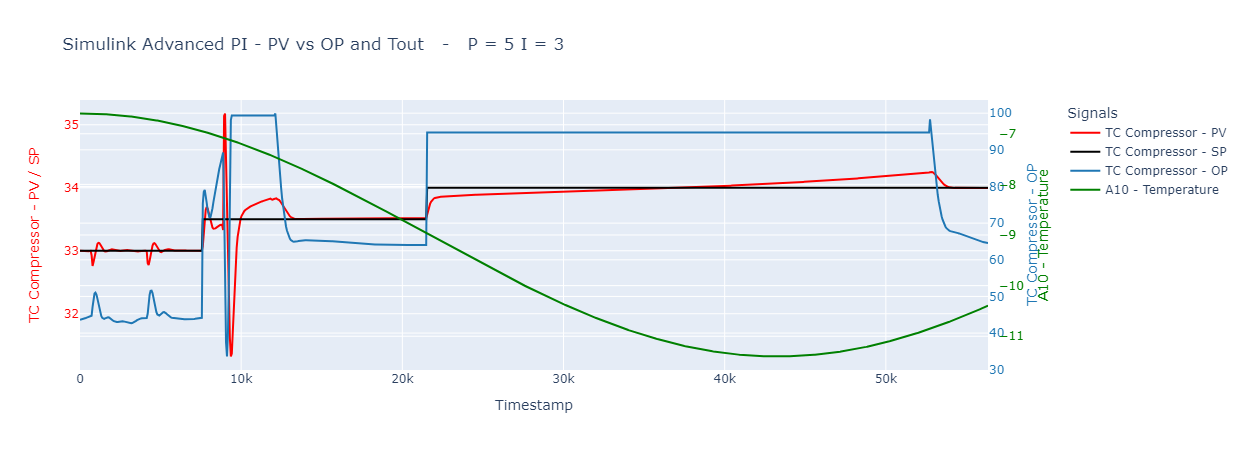 Simulink Advanced PI - PV vs OP and Tout - P = 5 I = 3
Signals
TC Compressor - PV
TC Compressor - SP
TC Compressor - OP
A10 - Temperature
TC Compressor - PV / SP
35
34
33
32
100
90
80
70
60
50
40
30
TC Compressor - OP
−7
−8
−9
−10
−11
A10 - Temperature
0
10k
20k
30k
40k
50k
Timestamp